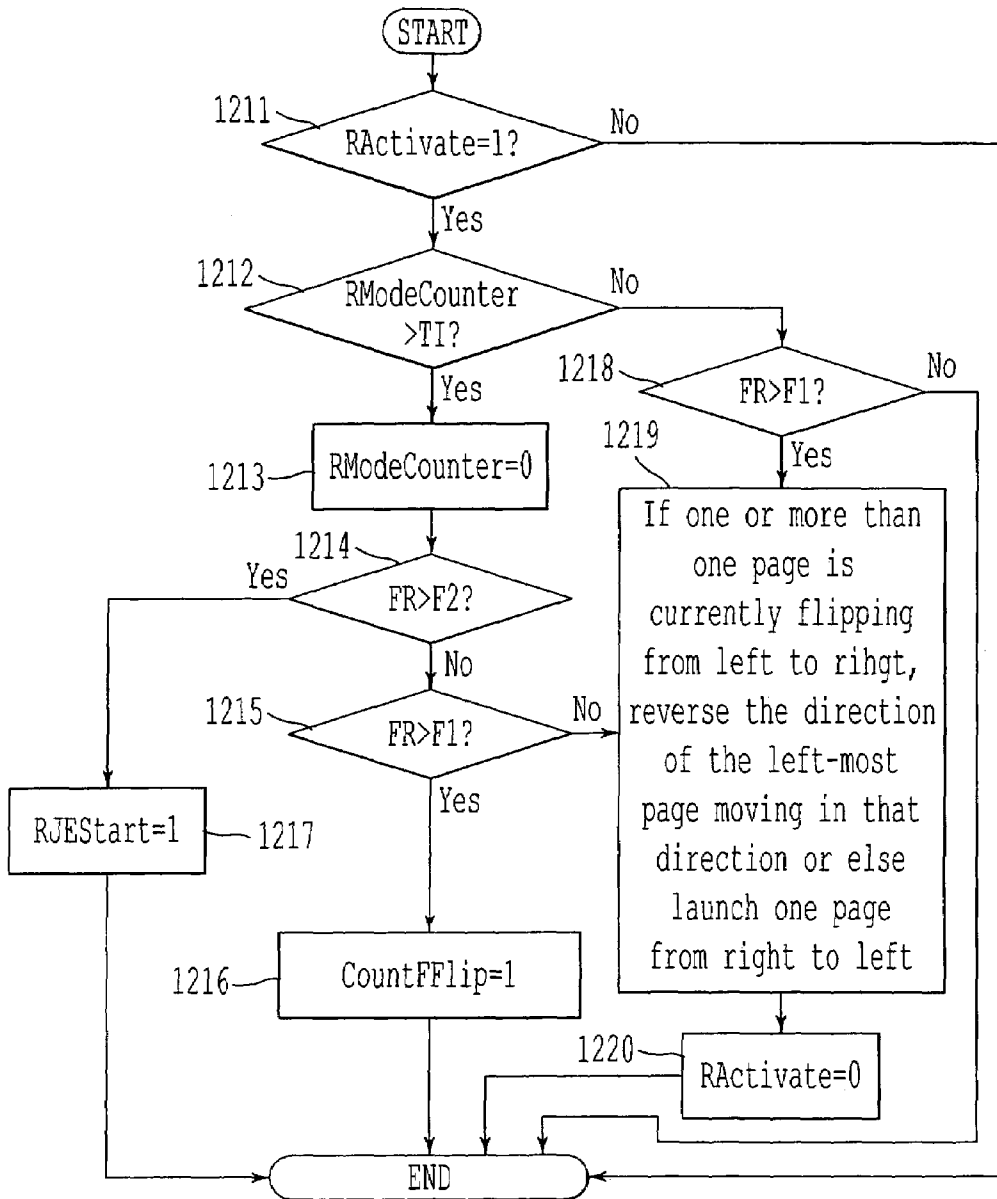 START
1211
RActivate=1?
No
Yes
1212
RModeCounter
>TI?
No
Yes
1218
FR>F1?
No
Yes
1213
RModeCounter=0
1219
If one or more than
one page is
currently flipping
from left to rihgt,
reverse the direction
of the left-most
page moving in that
direction or else
launch one page
from right to left
1214
FR>F2?
Yes
No
1215
FR>F1?
No
Yes
RJEStart=1
1217
1216
CountFFlip=1
1220
RActivate=0
END